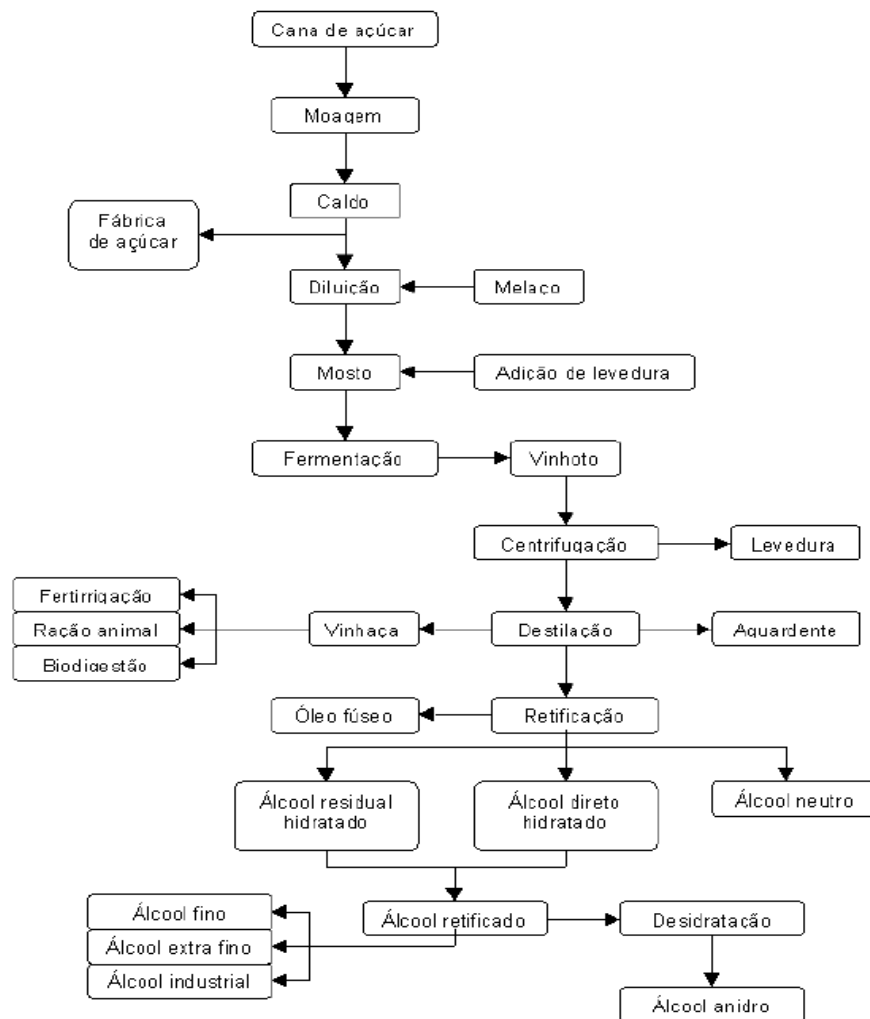 Cana de açúcar
Moagem
Caldo
Fábrica
de açúcar
Diluição
Melaço
Mosto
Adição de levedura
Fermentação
Vinhoto
Centrifugação
Levedura
Fertirrigação
Ração animal
Biodigestão
Vinhaça
Destilação
Aguardente
Óleo fúseo
Retificação
Álcool residual
hidratado
Álcool direto
hidratado
Álcool neutro
Álcool fino
Álcool extra fino
Álcool industrial
Álcool retificado
Desidratação
Álcool anidro